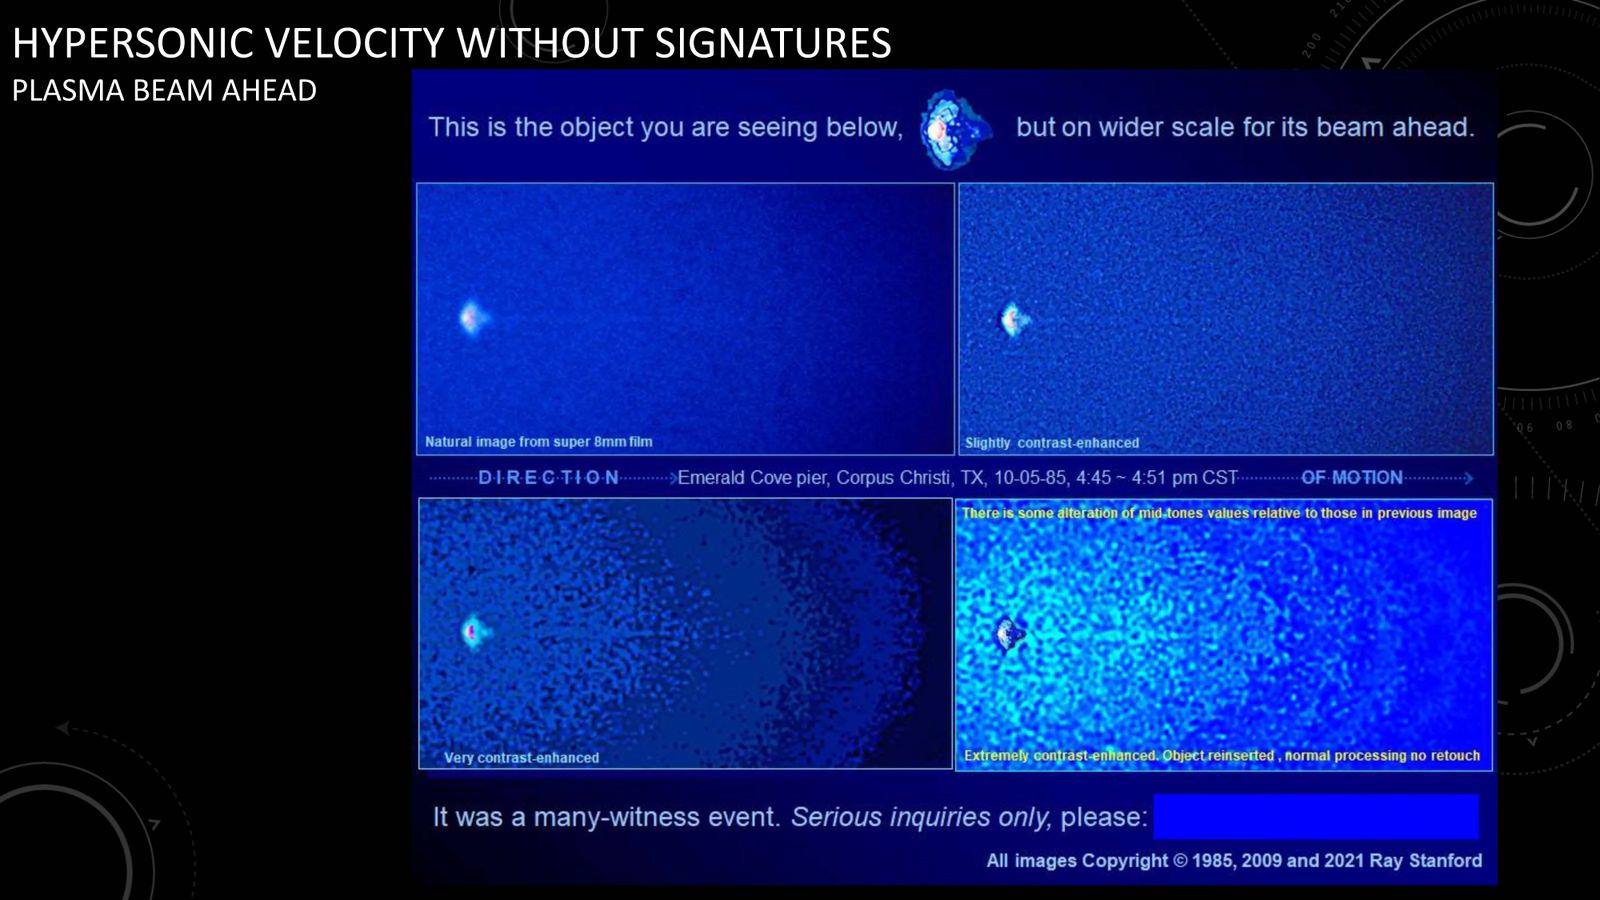 HYPERSONIC VELOCITY WITHOUT SIGNATURES
PLASMA BEAM AHEAD
This is the object you are seeing below, but on wider scale for its beam ahead.
Natural image from super 8mm film
Slightly contrast-enhanced
DIRECTION Emerald Cove pier, Corpus Christi, TX, 10-05-85, 4:45 ~ 4:51 pm CST OF MOTION
There is some alteration of mid-tones values relative to those in previous image
Very contrast-enhanced
Extremely contrast-enhanced. Object reinserted , normal processing no retouch
It was a many-witness event. Serious inquiries only, please:
All images Copyright © 1985, 2009 and 2021 Ray Stanford
200
06 08